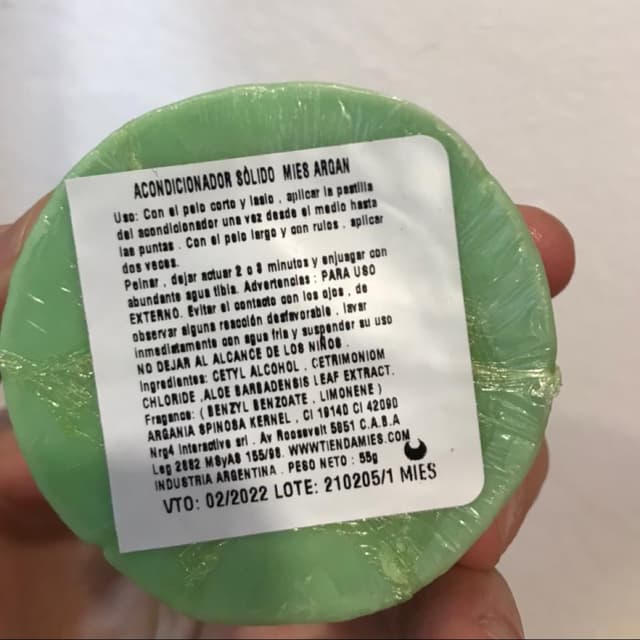 ACONDICIONADOR SÒLIDO MIES ARGAN
Uso: Con el pelo corto y lasio , aplicar la pastilla
del acondicionador una vez desde el medio hasta
las puntas . Con el pelo largo y con rulos , aplicar
dos veces.
Peinar , dejar actuar 2 o 3 minutos y enjuagar con
abundante agua tibia. Advertencias : PARA USO
EXTERNO. Evitar el contacto con los ojos , de
observar alguna reacción desfavorable , lavar
inmediatamente con agua fria y suspender su uso
NO DEJAR AL ALCANCE DE LOS NIÑOS .
Ingredientes: CETYL ALCOHOL , CETRIMONIOM
CHLORIDE ,ALOE BARBADENSIS LEAF EXTRACT.
Fragance: ( BENZYL BENZOATE , LIMONENE )
ARGANIA SPINOSA KERNEL , CI 19140 CI 42090
Nrg4 Interactive srl . Av Roosevelt 5851 C.A.B.A
Leg 2882 MSyAS 155/98. WWW.TIENDAMIES.COM
INDUSTRIA ARGENTINA . PESO NETO : 55g
VTO: 02/2022 LOTE: 210205/1 MIES